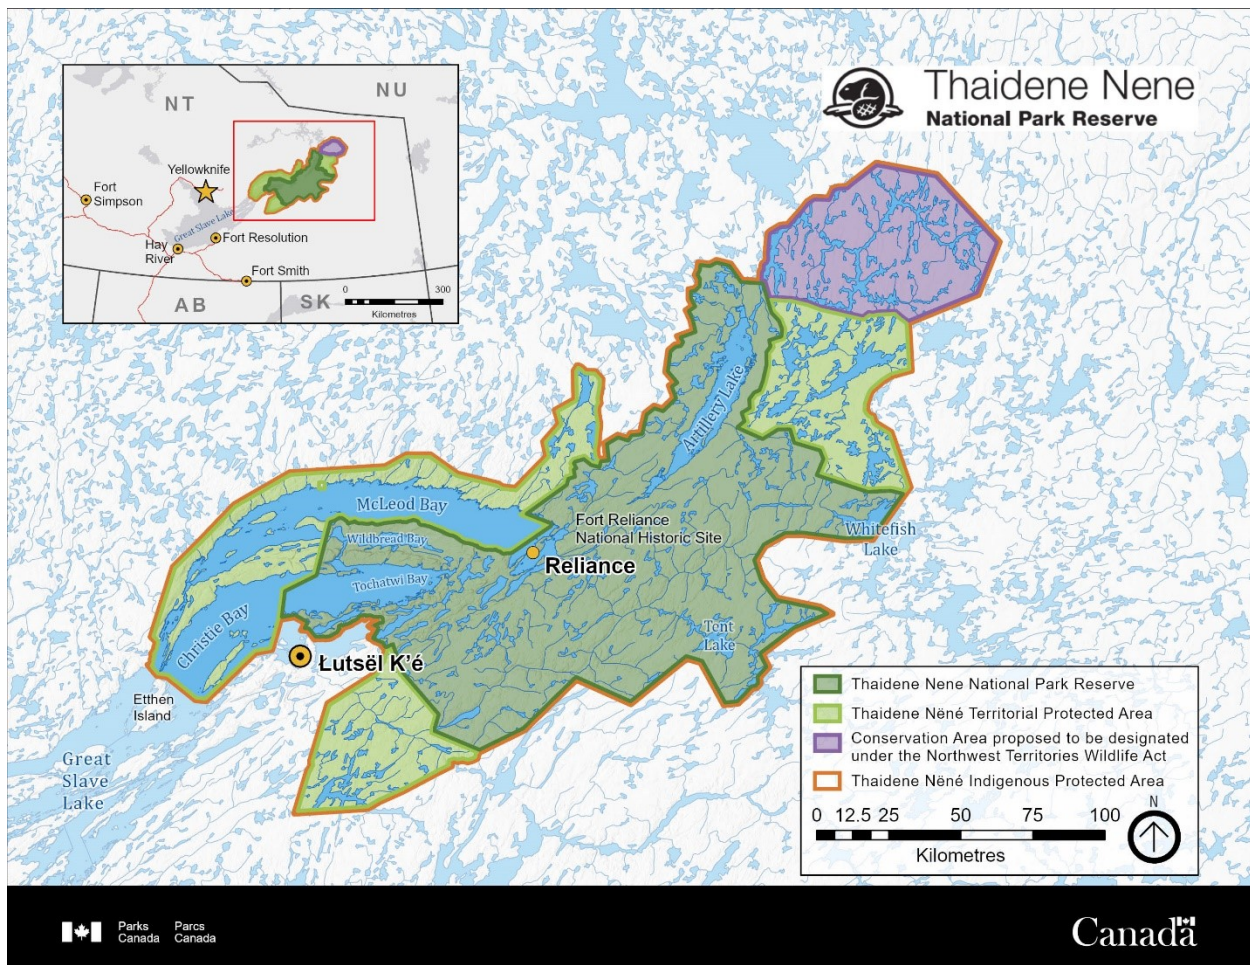 Thaidene Nene
National Park Reserve
NT
NU
Yellowknife
Fort
Simpson
Great Slave Lake
Hay
River
Fort Resolution
Fort Smith
AB
SK
0
300
Kilometres
Artillery Lake
McLeod Bay
Wildbread Bay
Fort Reliance
National Historic Site
Whitefish
Lake
Reliance
Tochatwi Bay
Christie Bay
Tent
Lake
Łutsël K’é
Etthen
Island
Great
Slave
Lake
Thaidene Nene National Park Reserve
Thaidene Nëné Territorial Protected Area
Conservation Area proposed to be designated
under the Northwest Territories Wildlife Act
Thaidene Nëné Indigenous Protected Area
0 12.5 25 50 75 100
Kilometres
N
Parks
Canada
Parcs
Canada
Canada